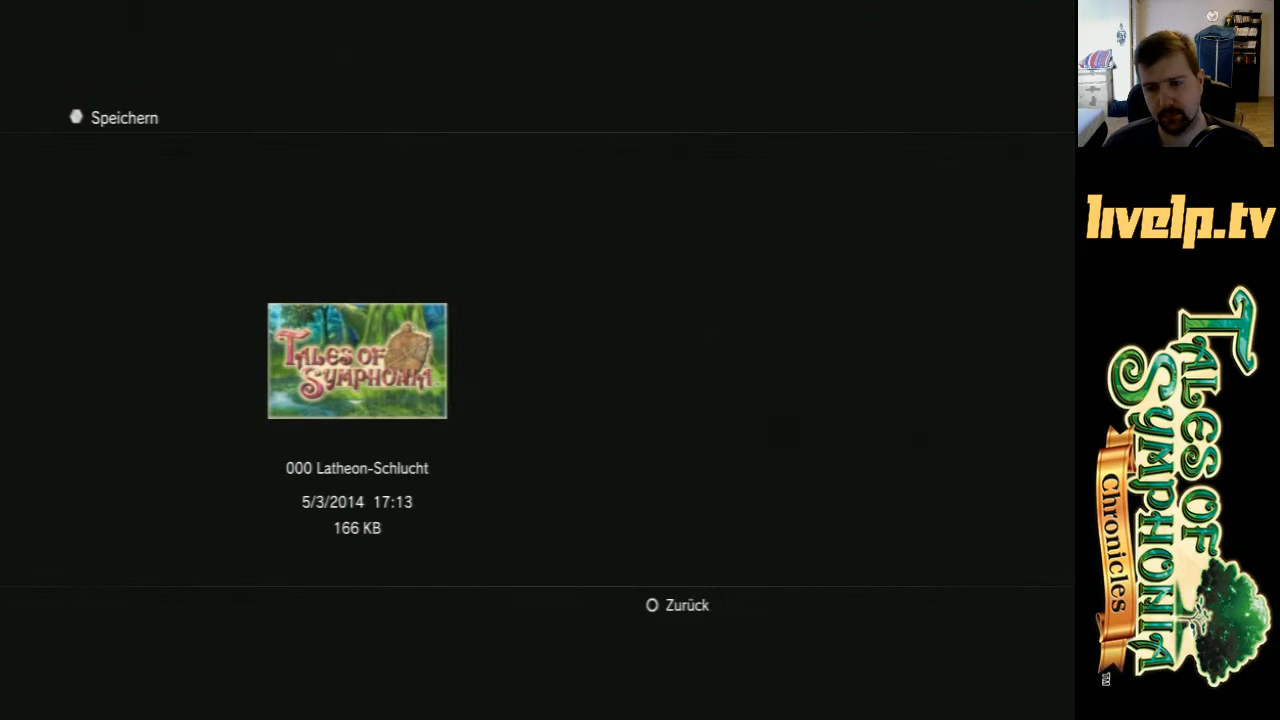 Speichern
TALES OF
SYMPHONIA
000 Latheon-Schlucht
5/3/2014 17:13
166 KB
Zurück
livelp.tv
TALES OF
SYMPHONIA
Chronicles
TM